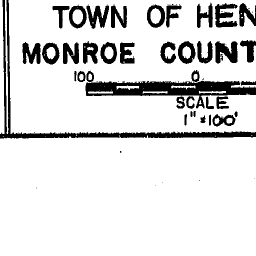 TOWN OF HEN
MONROE COUNT
100 0
SCALE
1" = 100'